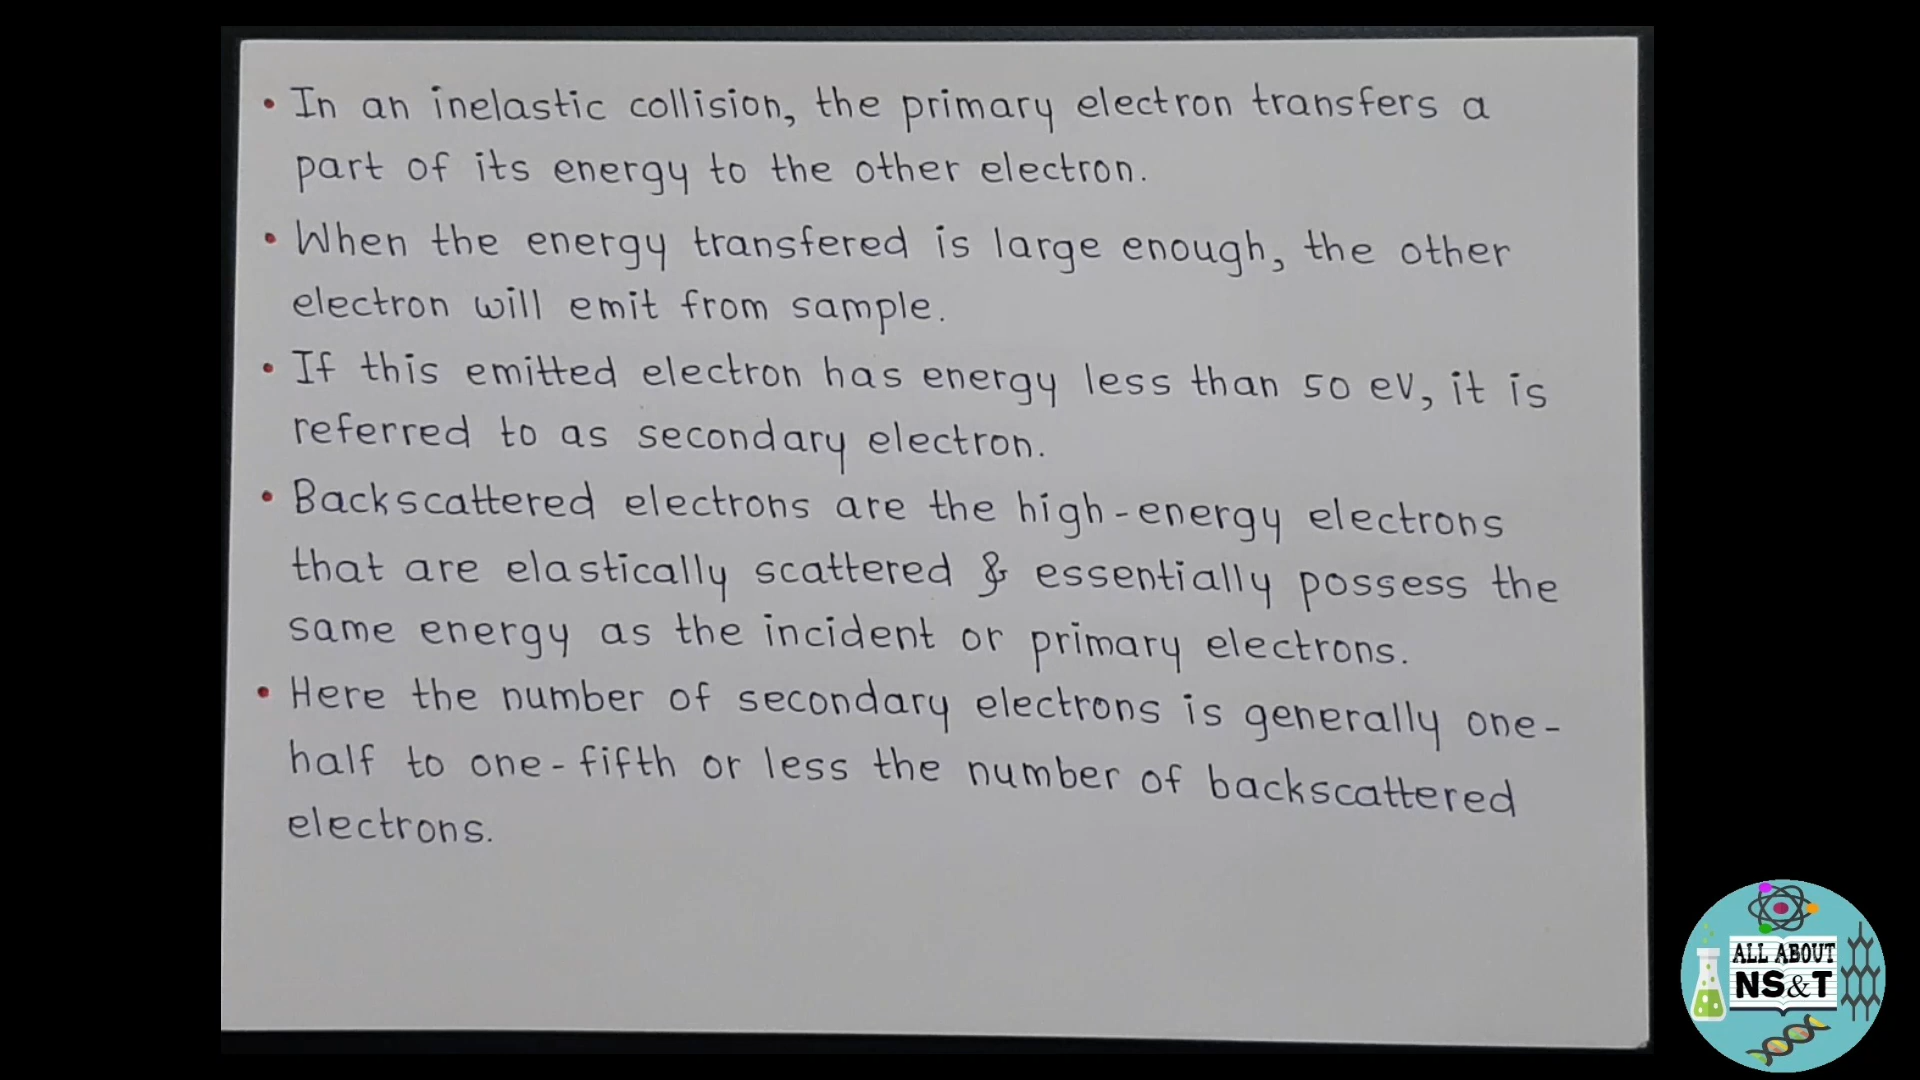 • In an inelastic collision, the primary electron transfers a
part of its energy to the other electron.
• When the energy transfered is large enough, the other
electron will emit from sample.
• If this emitted electron has energy less than 50 eV, it is
referred to as secondary electron.
• Backscattered electrons are the high-energy electrons
that are elastically scattered & essentially possess the
same energy as the incident or primary electrons.
• Here the number of secondary electrons is generally one-
half to one-fifth or less the number of backscattered
electrons.
ALL ABOUT
NS&T